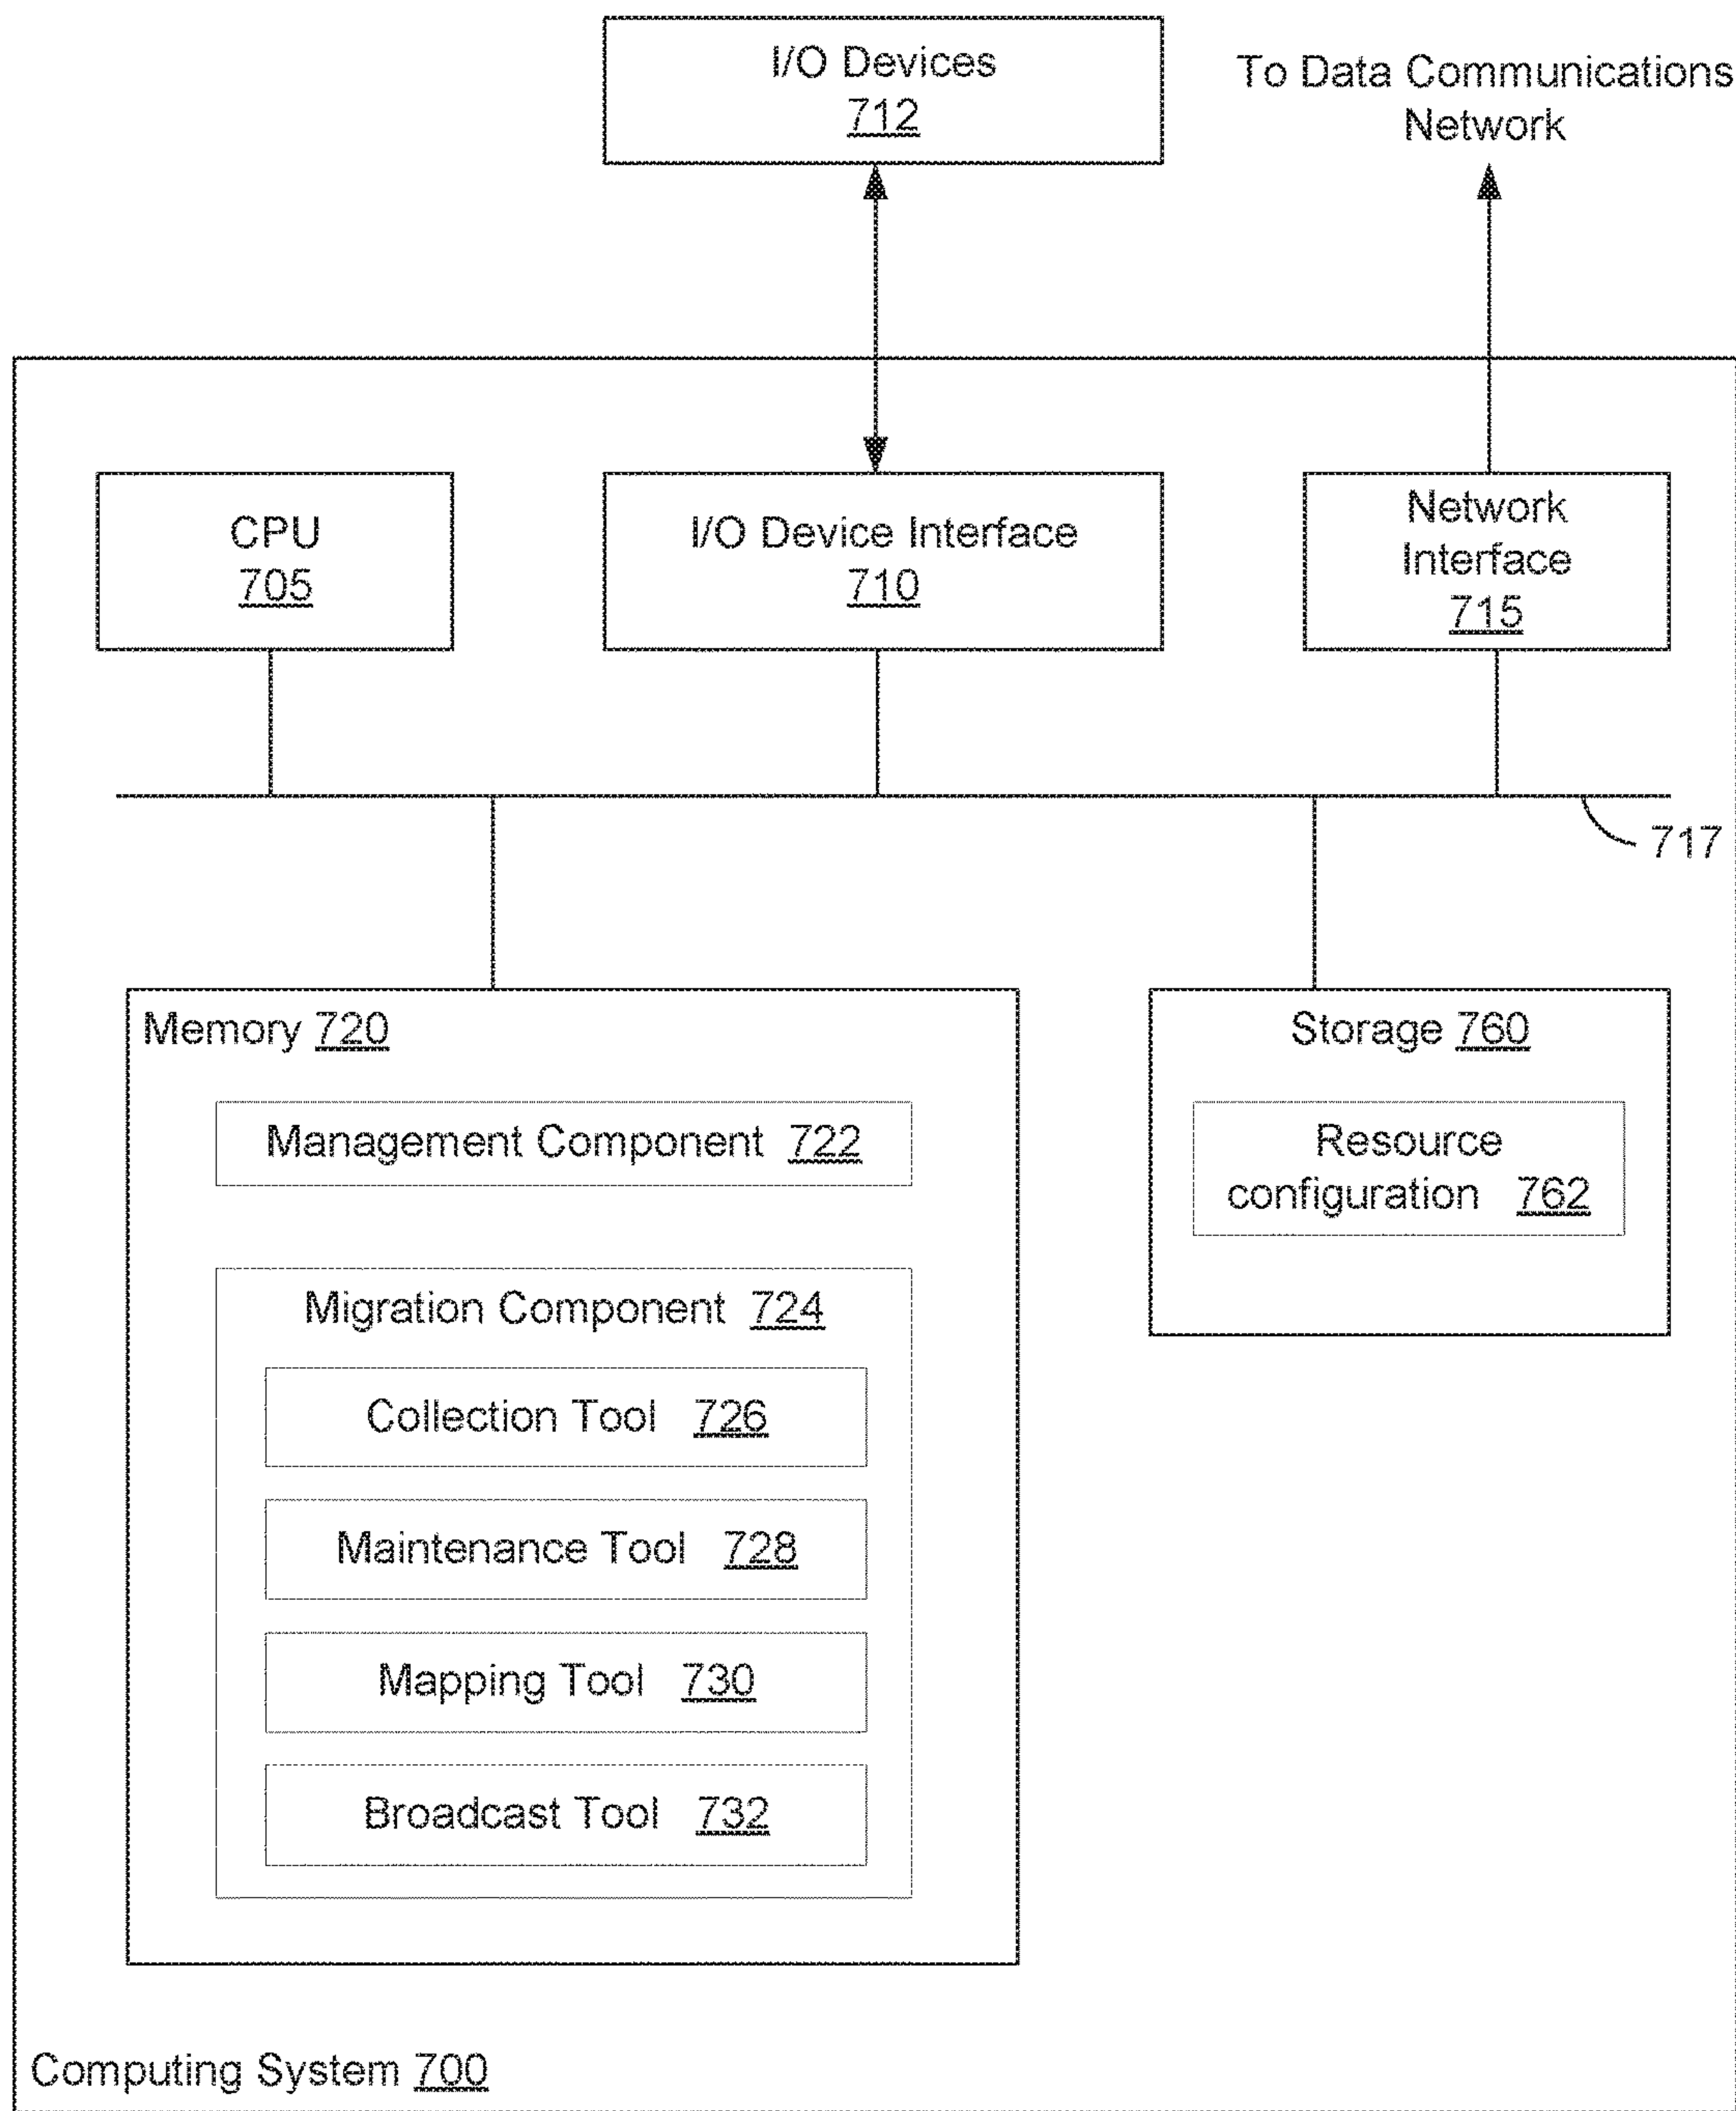 I/O Devices
712
To Data Communications
Network
CPU
705
I/O Device Interface
710
Network
Interface
715
717
Memory 720
Management Component 722
Migration Component 724
Collection Tool 726
Maintenance Tool 728
Mapping Tool 730
Broadcast Tool 732
Storage 760
Resource
configuration 762
Computing System 700